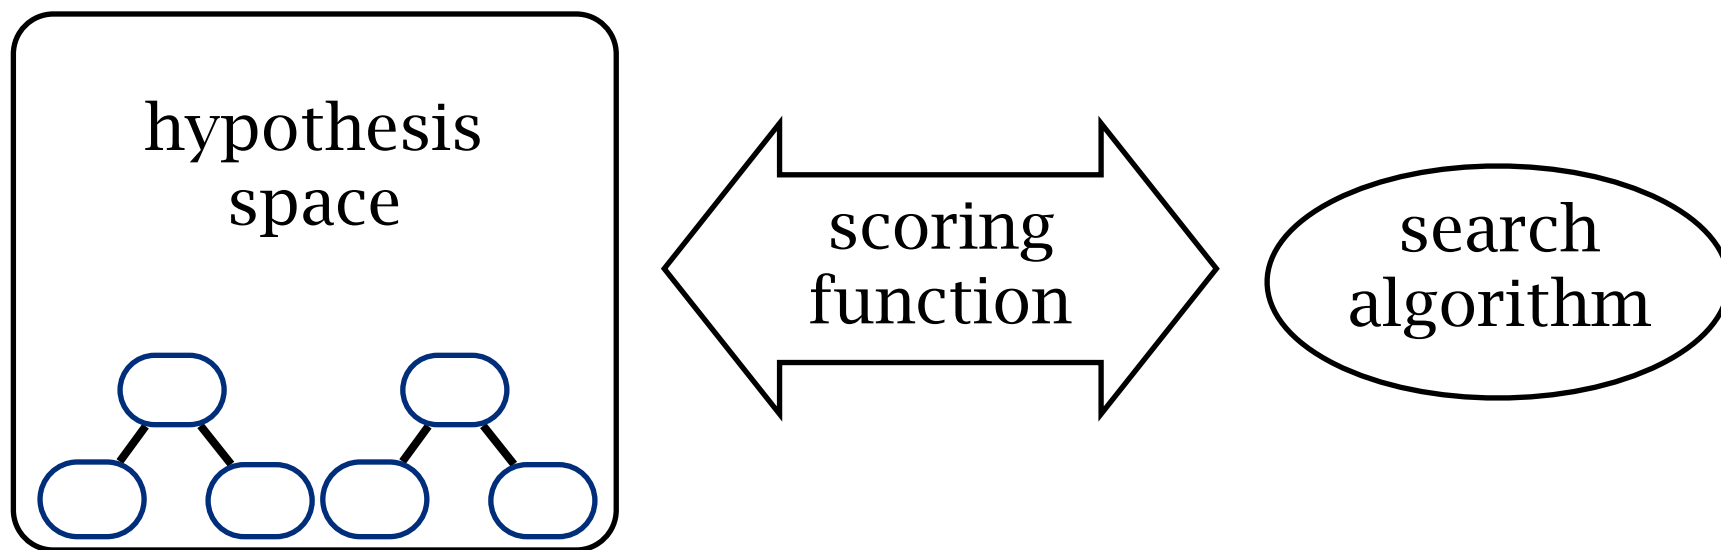 hypothesis
space
scoring
function
search
algorithm